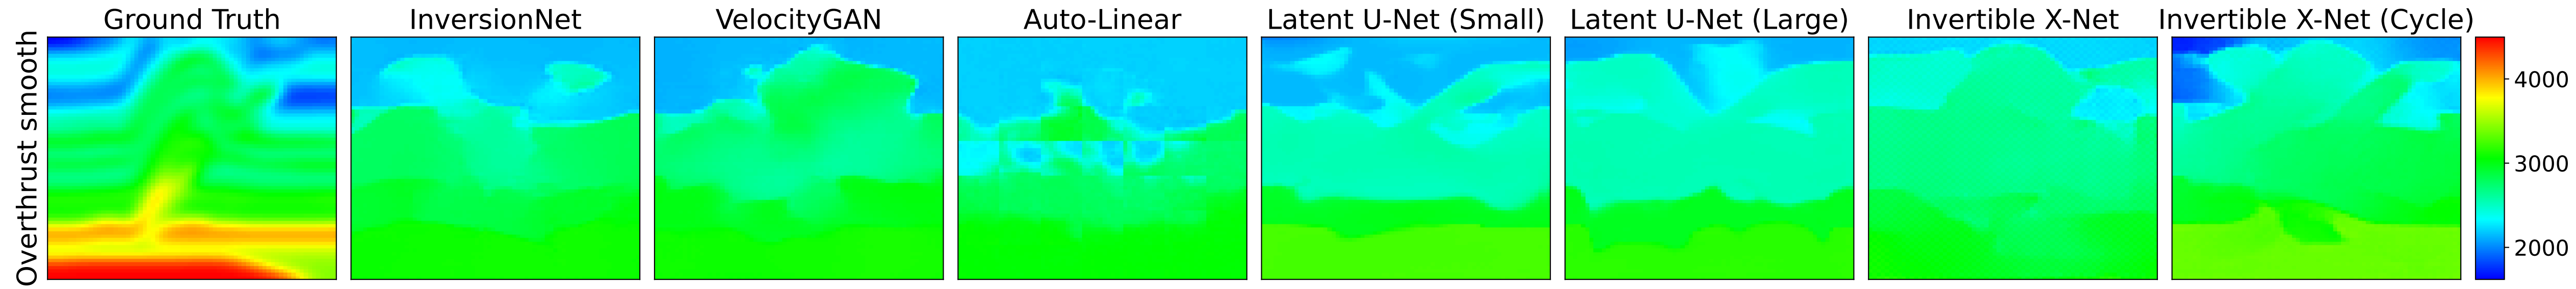 Ground Truth
InversionNet
VelocityGAN
Auto-Linear
Latent U-Net (Small)
Latent U-Net (Large)
Invertible X-Net
Invertible X-Net (Cycle)
Overthrust smooth
4000
3000
2000